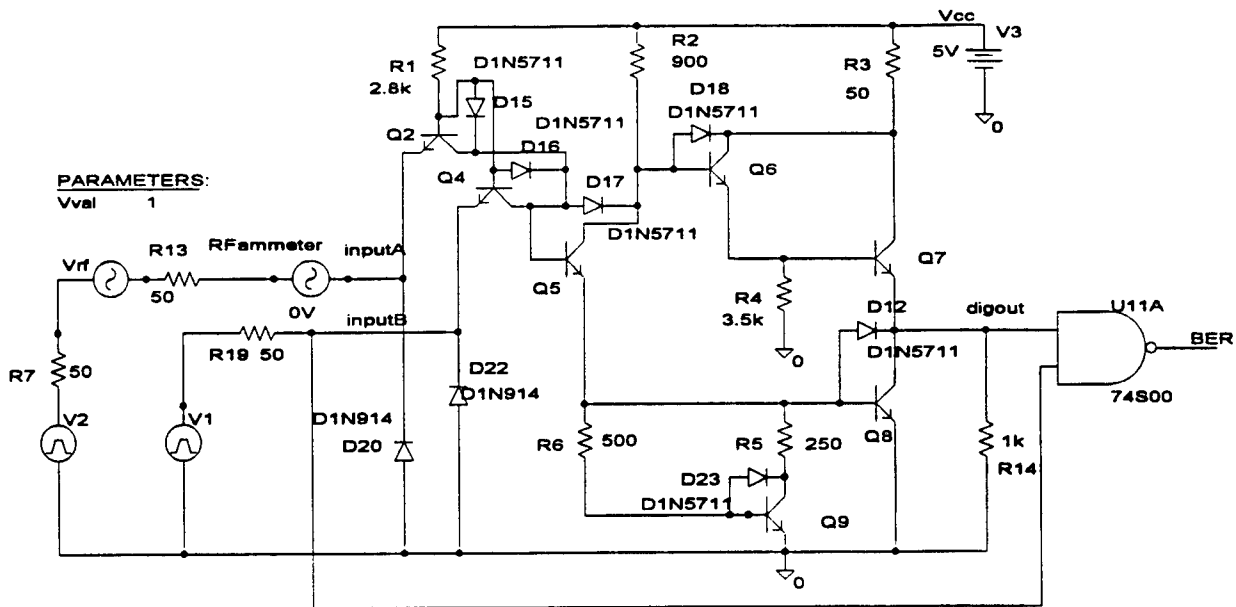 Vcc
V3
5V
0
R1
2.8k
D1N5711
D15
R2
900
R3
50
D18
D1N5711
Q2
D1N5711
D16
Q4
D17
D1N5711
Q6
PARAMETERS:
Vval 1
Vrf
R13
50
RFammeter
0V
inputA
Q5
R4
3.5k
0
Q7
D12
D1N5711
digout
U11A
BER
74S00
inputB
R19 50
R7
50
V2
V1
D22
D1N914
D1N914
D20
R6
500
R5
250
Q8
1k
R14
D23
D1N5711
Q9
0